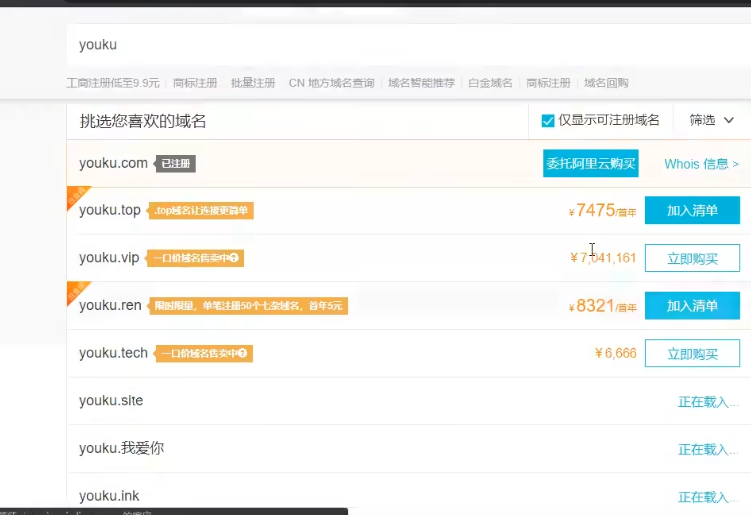 youku
工商注册低至9.9元 商标注册 批量注册 CN 地方域名查询 域名智能推荐 白金域名 商标注册 域名回购
挑选您喜欢的域名 仅显示可注册域名 筛选
youku.com 已注册 委托阿里云购买 Whois 信息 >
youku.top .top域名让连接更简单 ¥7475/首年 加入清单
youku.vip 一口价域名售卖中? ¥7,041,161 立即购买
youku.ren 限时限量,单笔注册50个七杂域名,首年5元 ¥8321/首年 加入清单
youku.tech 一口价域名售卖中? ¥6,666 立即购买
youku.site 正在载入...
youku.我爱你 正在载入...
youku.ink 正在载入...